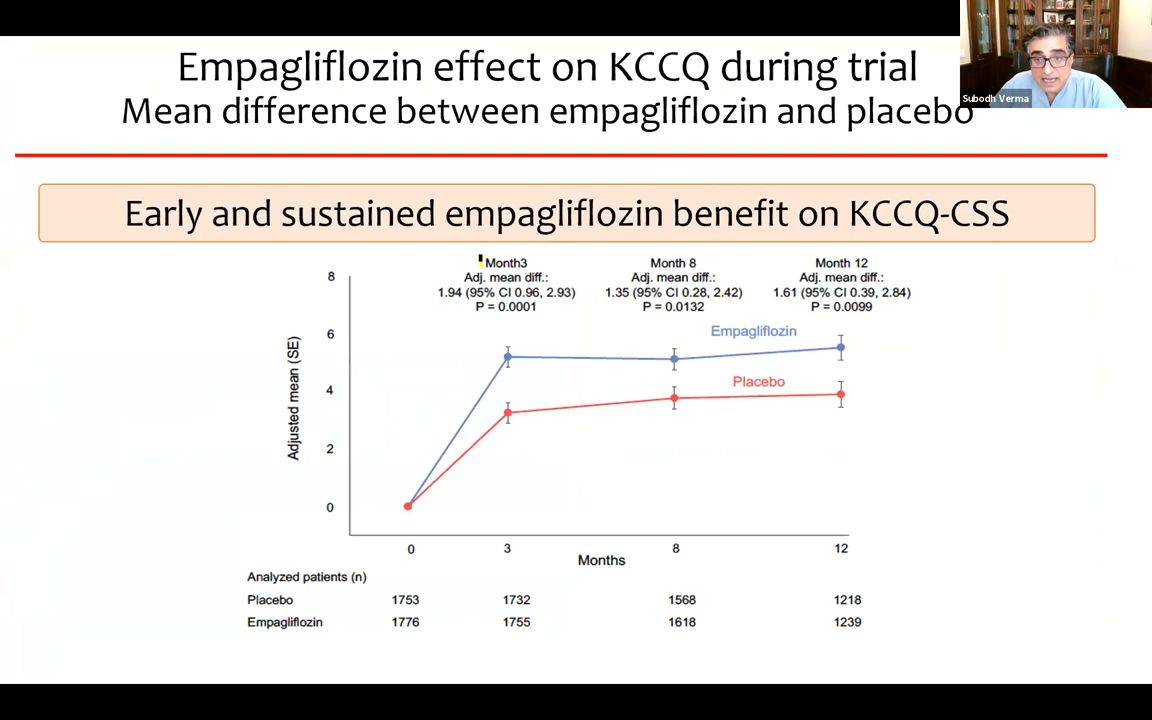 Empagliflozin effect on KCCQ during trial
Mean difference between empagliflozin and placebo
Subodh Verma
Early and sustained empagliflozin benefit on KCCQ-CSS
Month3 Month 8 Month 12
Adj. mean diff.: Adj. mean diff.: Adj. mean diff.:
1.94 (95% CI 0.96, 2.93) 1.35 (95% CI 0.28, 2.42) 1.61 (95% CI 0.39, 2.84)
P = 0.0001 P = 0.0132 P = 0.0099
Adjusted mean (SE)
8
6
4
2
0
Empagliflozin
Placebo
0 3 8 12
Months
Analyzed patients (n)
Placebo 1753 1732 1568 1218
Empagliflozin 1776 1755 1618 1239